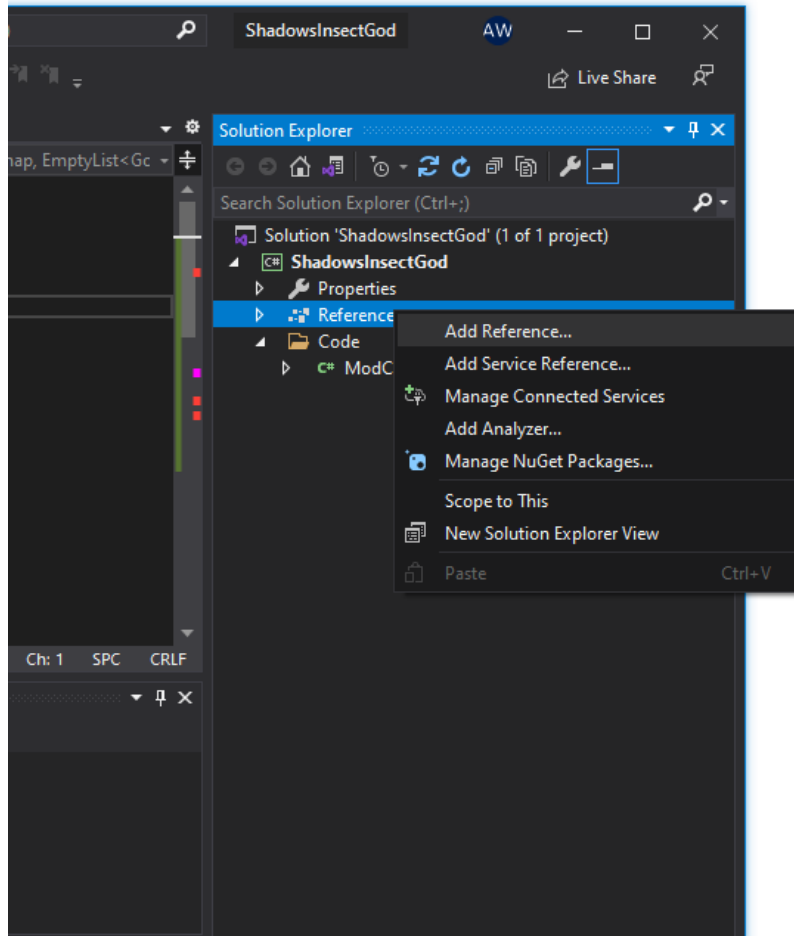 ShadowsInsectGod AW
Live Share
Solution Explorer
EmptyList<Gc
Search Solution Explorer (Ctrl+;)
Solution 'ShadowsInsectGod' (1 of 1 project)
C# ShadowsInsectGod
Properties
Reference
Code
C# ModC
Add Reference...
Add Service Reference...
Manage Connected Services
Add Analyzer...
Manage NuGet Packages...
Scope to This
New Solution Explorer View
Paste Ctrl+V
Ch: 1 SPC CRLF